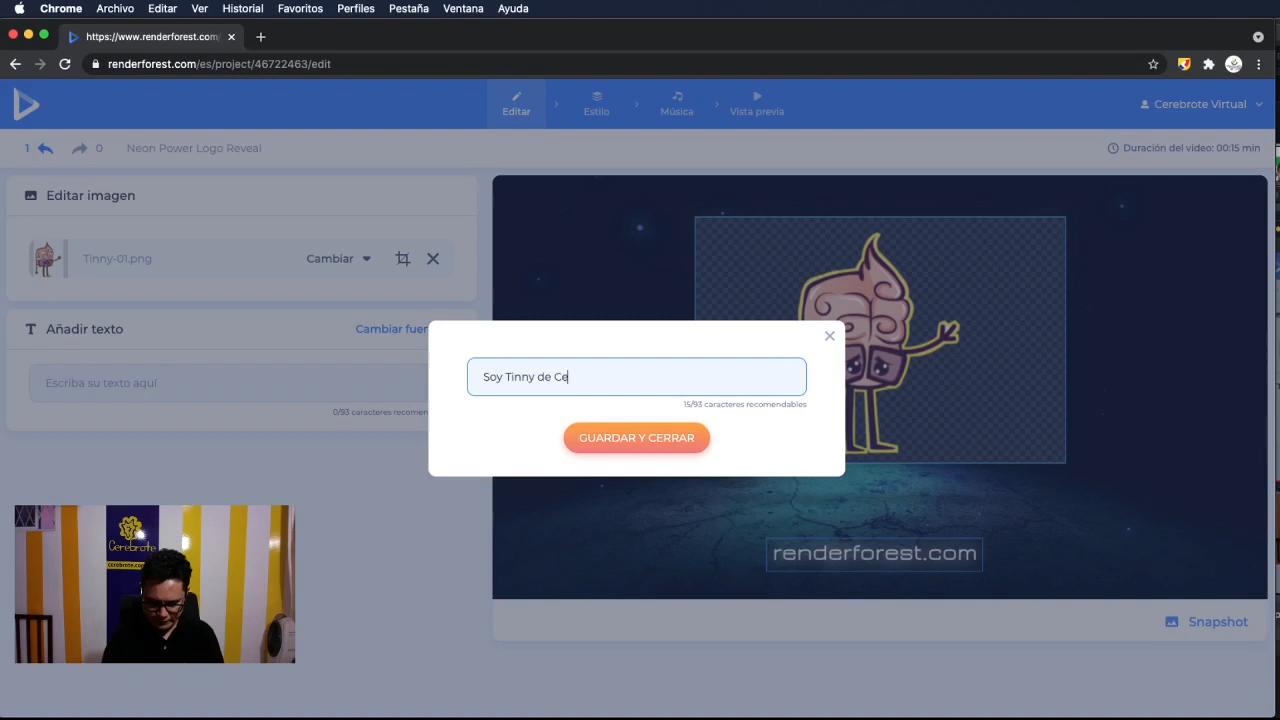 Chrome Archivo Editar Ver Historial Favoritos Perfiles Pestaña Ventana Ayuda
https://www.renderforest.com/
renderforest.com/es/project/46722463/edit
Editar Estilo Música Vista previa Cerebrote Virtual
1 0 Neon Power Logo Reveal Duración del video: 00:15 min
Editar imagen
Tinny-01.png Cambiar
T Añadir texto Cambiar fuen
Escriba su texto aquí
0/93 caracteres recomen
Soy Tinny de Ce
15/93 caracteres recomendables
GUARDAR Y CERRAR
renderforest.com
Snapshot
Cerebrote
cerebrote.com